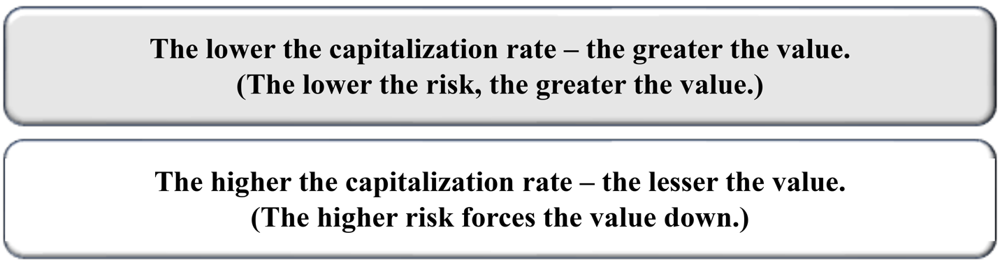 The lower the capitalization rate – the greater the value.
(The lower the risk, the greater the value.)
The higher the capitalization rate – the lesser the value.
(The higher risk forces the value down.)